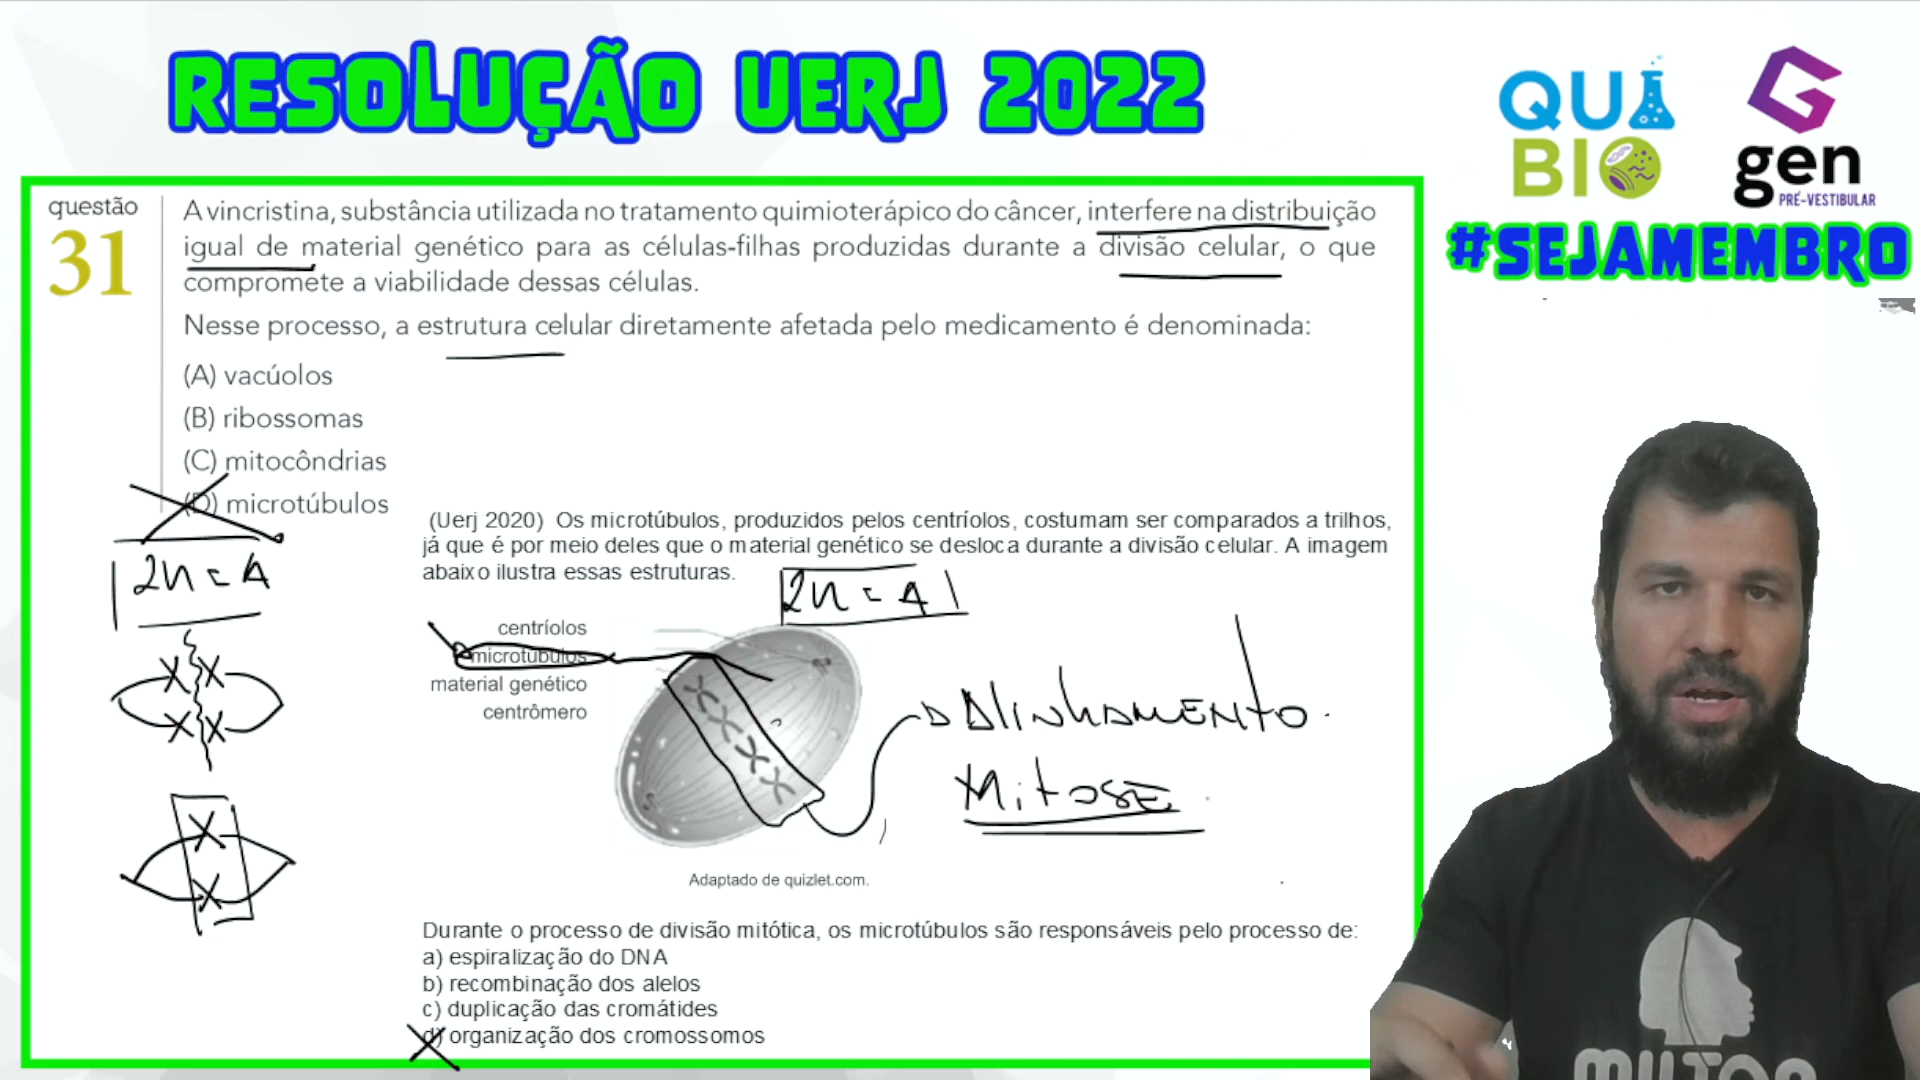 RESOLUÇÃO UERJ 2022
QUÍ
BIO
gen
PRÉ-VESTIBULAR
#SEJAMEMBRO
questão
31
A vincristina, substância utilizada no tratamento quimioterápico do câncer, interfere na distribuição
igual de material genético para as células-filhas produzidas durante a divisão celular, o que
compromete a viabilidade dessas células.
Nesse processo, a estrutura celular diretamente afetada pelo medicamento é denominada:
(A) vacúolos
(B) ribossomas
(C) mitocôndrias
(D) microtúbulos
(Uerj 2020) Os microtúbulos, produzidos pelos centríolos, costumam ser comparados a trilhos,
já que é por meio deles que o material genético se desloca durante a divisão celular. A imagem
abaixo ilustra essas estruturas.
2n = 4
2n = 4
centríolos
microtúbulos
material genético
centrômero
Alinhamento
Mitose
Adaptado de quizlet.com.
Durante o processo de divisão mitótica, os microtúbulos são responsáveis pelo processo de:
a) espiralização do DNA
b) recombinação dos alelos
c) duplicação das cromátides
d) organização dos cromossomos